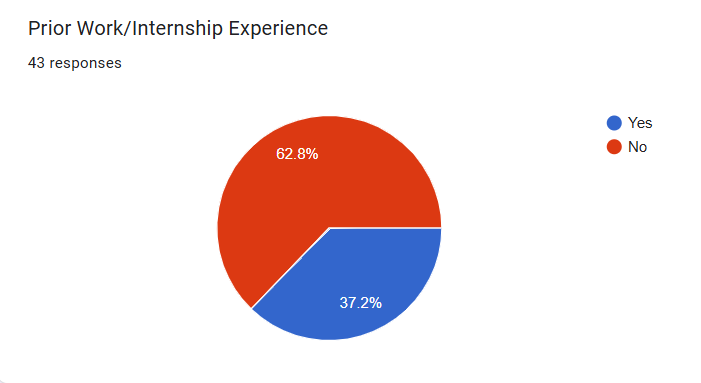 Prior Work/Internship Experience
43 responses
Yes
No
62.8%
37.2%